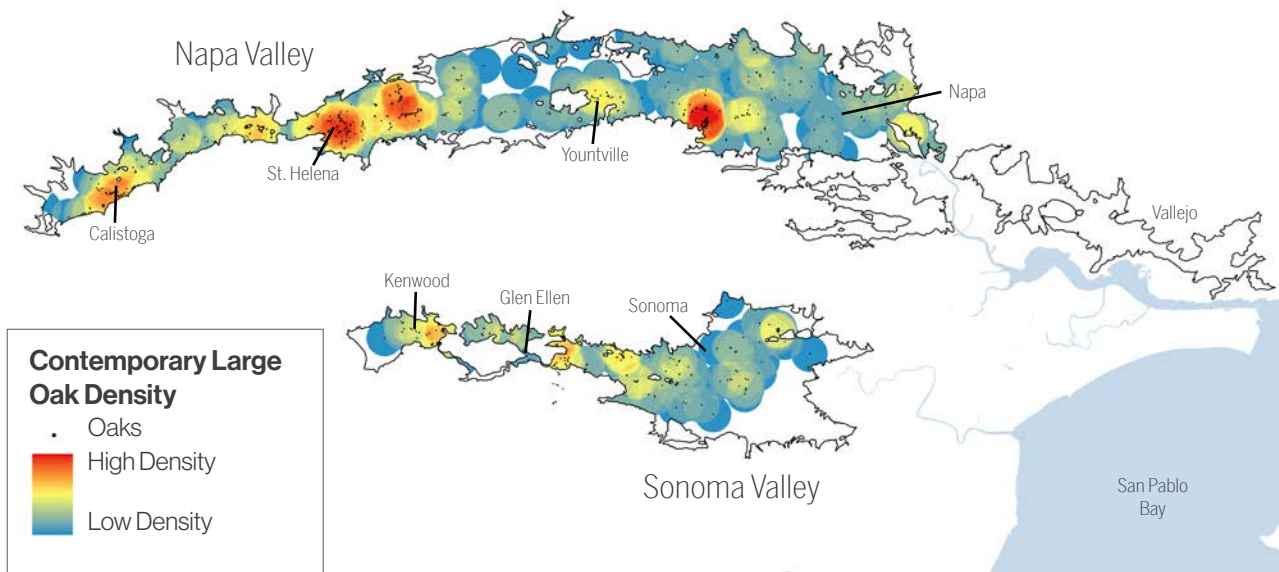 Napa Valley
Napa
Yountville
St. Helena
Calistoga
Vallejo
Kenwood
Glen Ellen
Sonoma
Contemporary Large
Oak Density
Oaks
High Density
Low Density
Sonoma Valley
San Pablo
Bay